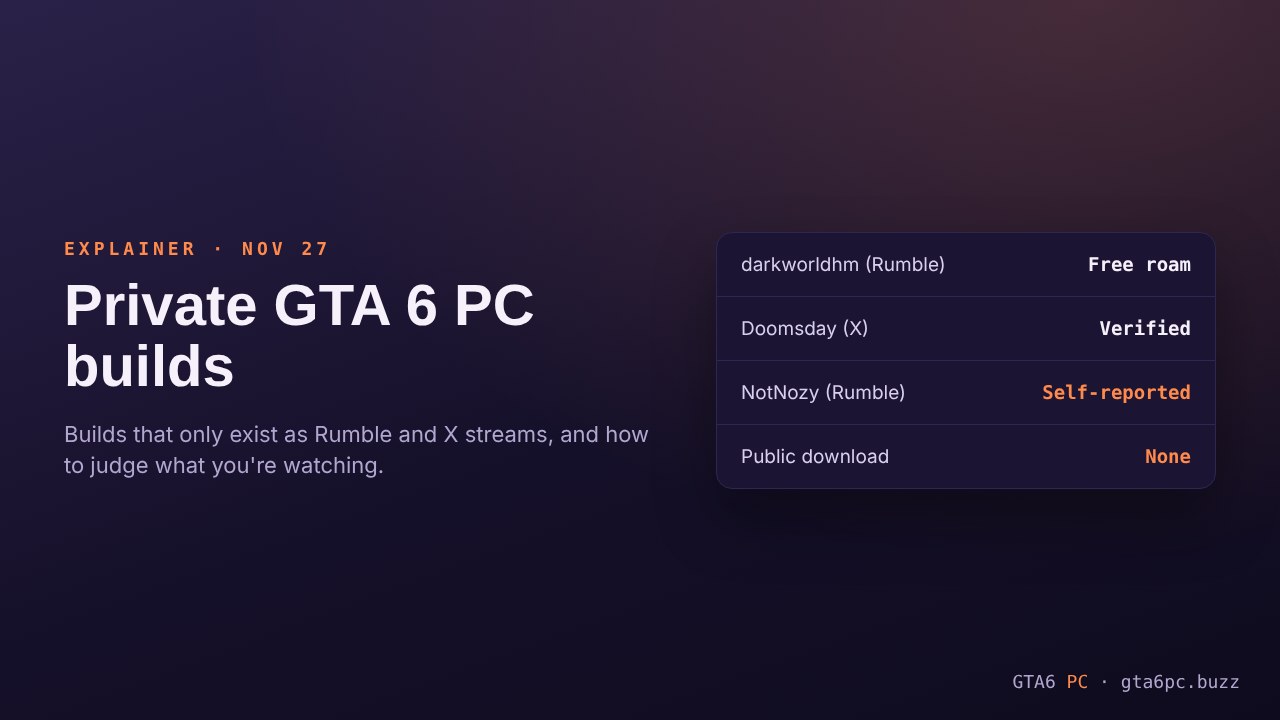 EXPLAINER · NOV 27
Private GTA 6 PC
builds
Builds that only exist as Rumble and X streams, and how
to judge what you're watching.
darkworldhm (Rumble) Free roam
Doomsday (X) Verified
NotNozy (Rumble) Self-reported
Public download None
GTA6 PC · gta6pc.buzz